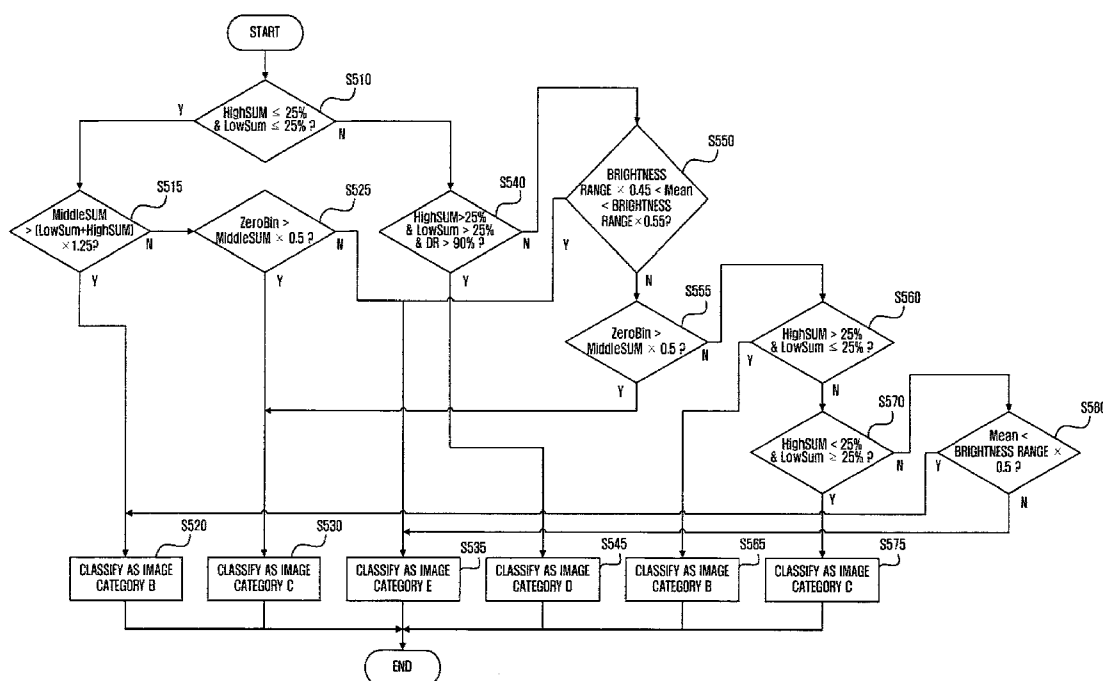 START
S510
HighSUM ≤ 25%
& LowSum ≤ 25% ?
Y
N
S515
MiddleSUM
> (LowSum+HighSUM)
× 1.25?
N
Y
S525
ZeroBin >
MiddleSUM × 0.5 ?
N
Y
S540
HighSUM>25%
& LowSum > 25%
& DR > 90% ?
N
Y
S550
BRIGHTNESS
RANGE × 0.45 < Mean
< BRIGHTNESS
RANGE×0.55?
Y
N
S555
ZeroBin >
MiddleSUM × 0.5 ?
N
Y
S560
HighSUM > 25%
& LowSUM ≤ 25% ?
Y
N
S570
HighSUM < 25%
& LowSum ≥ 25% ?
N
Y
S580
Mean <
BRIGHTNESS RANGE ×
0.5 ?
Y
N
S520
CLASSIFY AS IMAGE
CATEGORY B
S530
CLASSIFY AS IMAGE
CATEGORY C
S535
CLASSIFY AS IMAGE
CATEGORY E
S545
CLASSIFY AS IMAGE
CATEGORY D
S565
CLASSIFY AS IMAGE
CATEGORY B
S575
CLASSIFY AS IMAGE
CATEGORY C
END